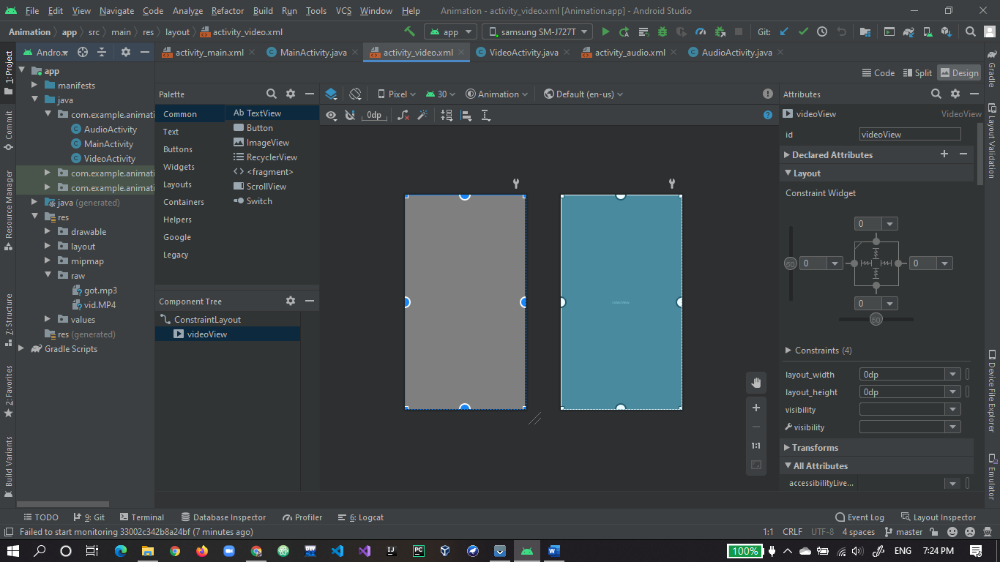 File Edit View Navigate Code Analyze Refactor Build Run Tools VCS Window Help Animation - activity_video.xml [Animation.app] - Android Studio
Animation app src main res layout activity_video.xml app samsung SM-J727T Git:
1: Project
Commit
Resource Manager
7: Structure
2: Favorites
Build Variants
Andro...
app
manifests
java
com.example.animati
AudioActivity
MainActivity
VideoActivity
com.example.animati
com.example.animati
java (generated)
res
drawable
layout
mipmap
raw
got.mp3
vid.MP4
values
res (generated)
Gradle Scripts
activity_main.xml MainActivity.java activity_video.xml VideoActivity.java activity_audio.xml AudioActivity.java
Code Split Design
Palette
Common
Text
Buttons
Widgets
Layouts
Containers
Helpers
Google
Legacy
Ab TextView
Button
ImageView
RecyclerView
<fragment>
ScrollView
Switch
Component Tree
ConstraintLayout
videoView
Pixel 30 Animation Default (en-us)
0dp
videoView
1:1
Attributes
videoView VideoView
id videoView
Declared Attributes
Layout
Constraint Widget
0
50 0 0
0
50
Constraints (4)
layout_width 0dp
layout_height 0dp
visibility
visibility
Transforms
All Attributes
accessibilityLive...
Gradle
Layout Validation
Device File Explorer
Emulator
TODO 9: Git Terminal Database Inspector Profiler 6: Logcat Event Log Layout Inspector
Failed to start monitoring 33002c342b8a24bf (7 minutes ago) 1:1 CRLF UTF-8 4 spaces master
100% ENG 7:24 PM